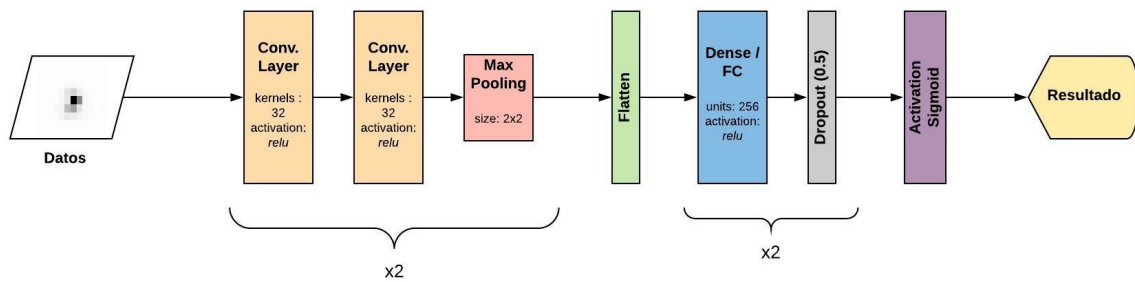 Datos
Conv.
Layer
kernels :
32
activation:
relu
Conv.
Layer
kernels :
32
activation:
relu
Max
Pooling
size: 2x2
x2
Flatten
Dense /
FC
units: 256
activation:
relu
Dropout (0.5)
x2
Activation
Sigmoid
Resultado